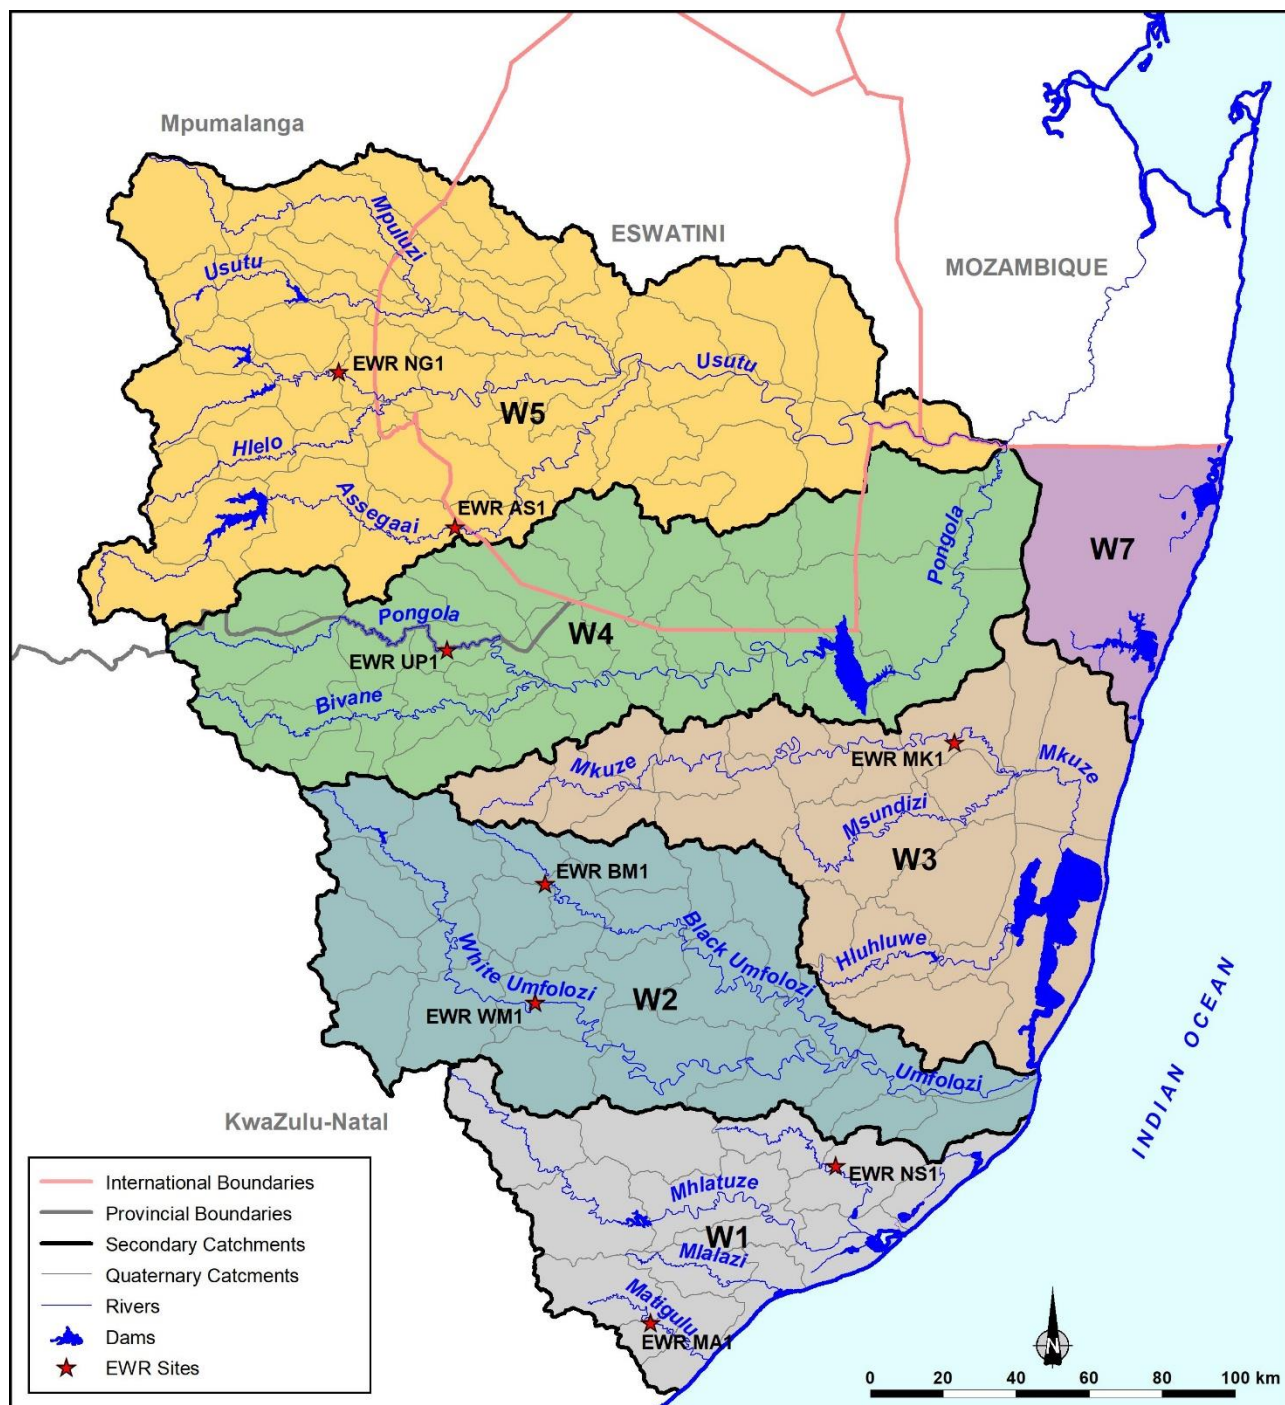 Mpumalanga
ESWATINI
MOZAMBIQUE
Mpuluzi
Usutu
EWR NG1
Usutu
W5
Hlelo
Assegaai
EWR AS1
Pongola
W7
Pongola
W4
EWR UP1
Bivane
EWR MK1
Mkuze
Mkuze
Msundizi
W3
EWR BM1
Black Umfolozi
Hluhluwe
White Umfolozi
W2
EWR WM1
Umfolozi
INDIAN OCEAN
KwaZulu-Natal
EWR NS1
Mhlatuze
W1
Mlalazi
Matigulu
EWR MA1
International Boundaries
Provincial Boundaries
Secondary Catchments
Quaternary Catcments
Rivers
Dams
EWR Sites
N
0 20 40 60 80 100 km